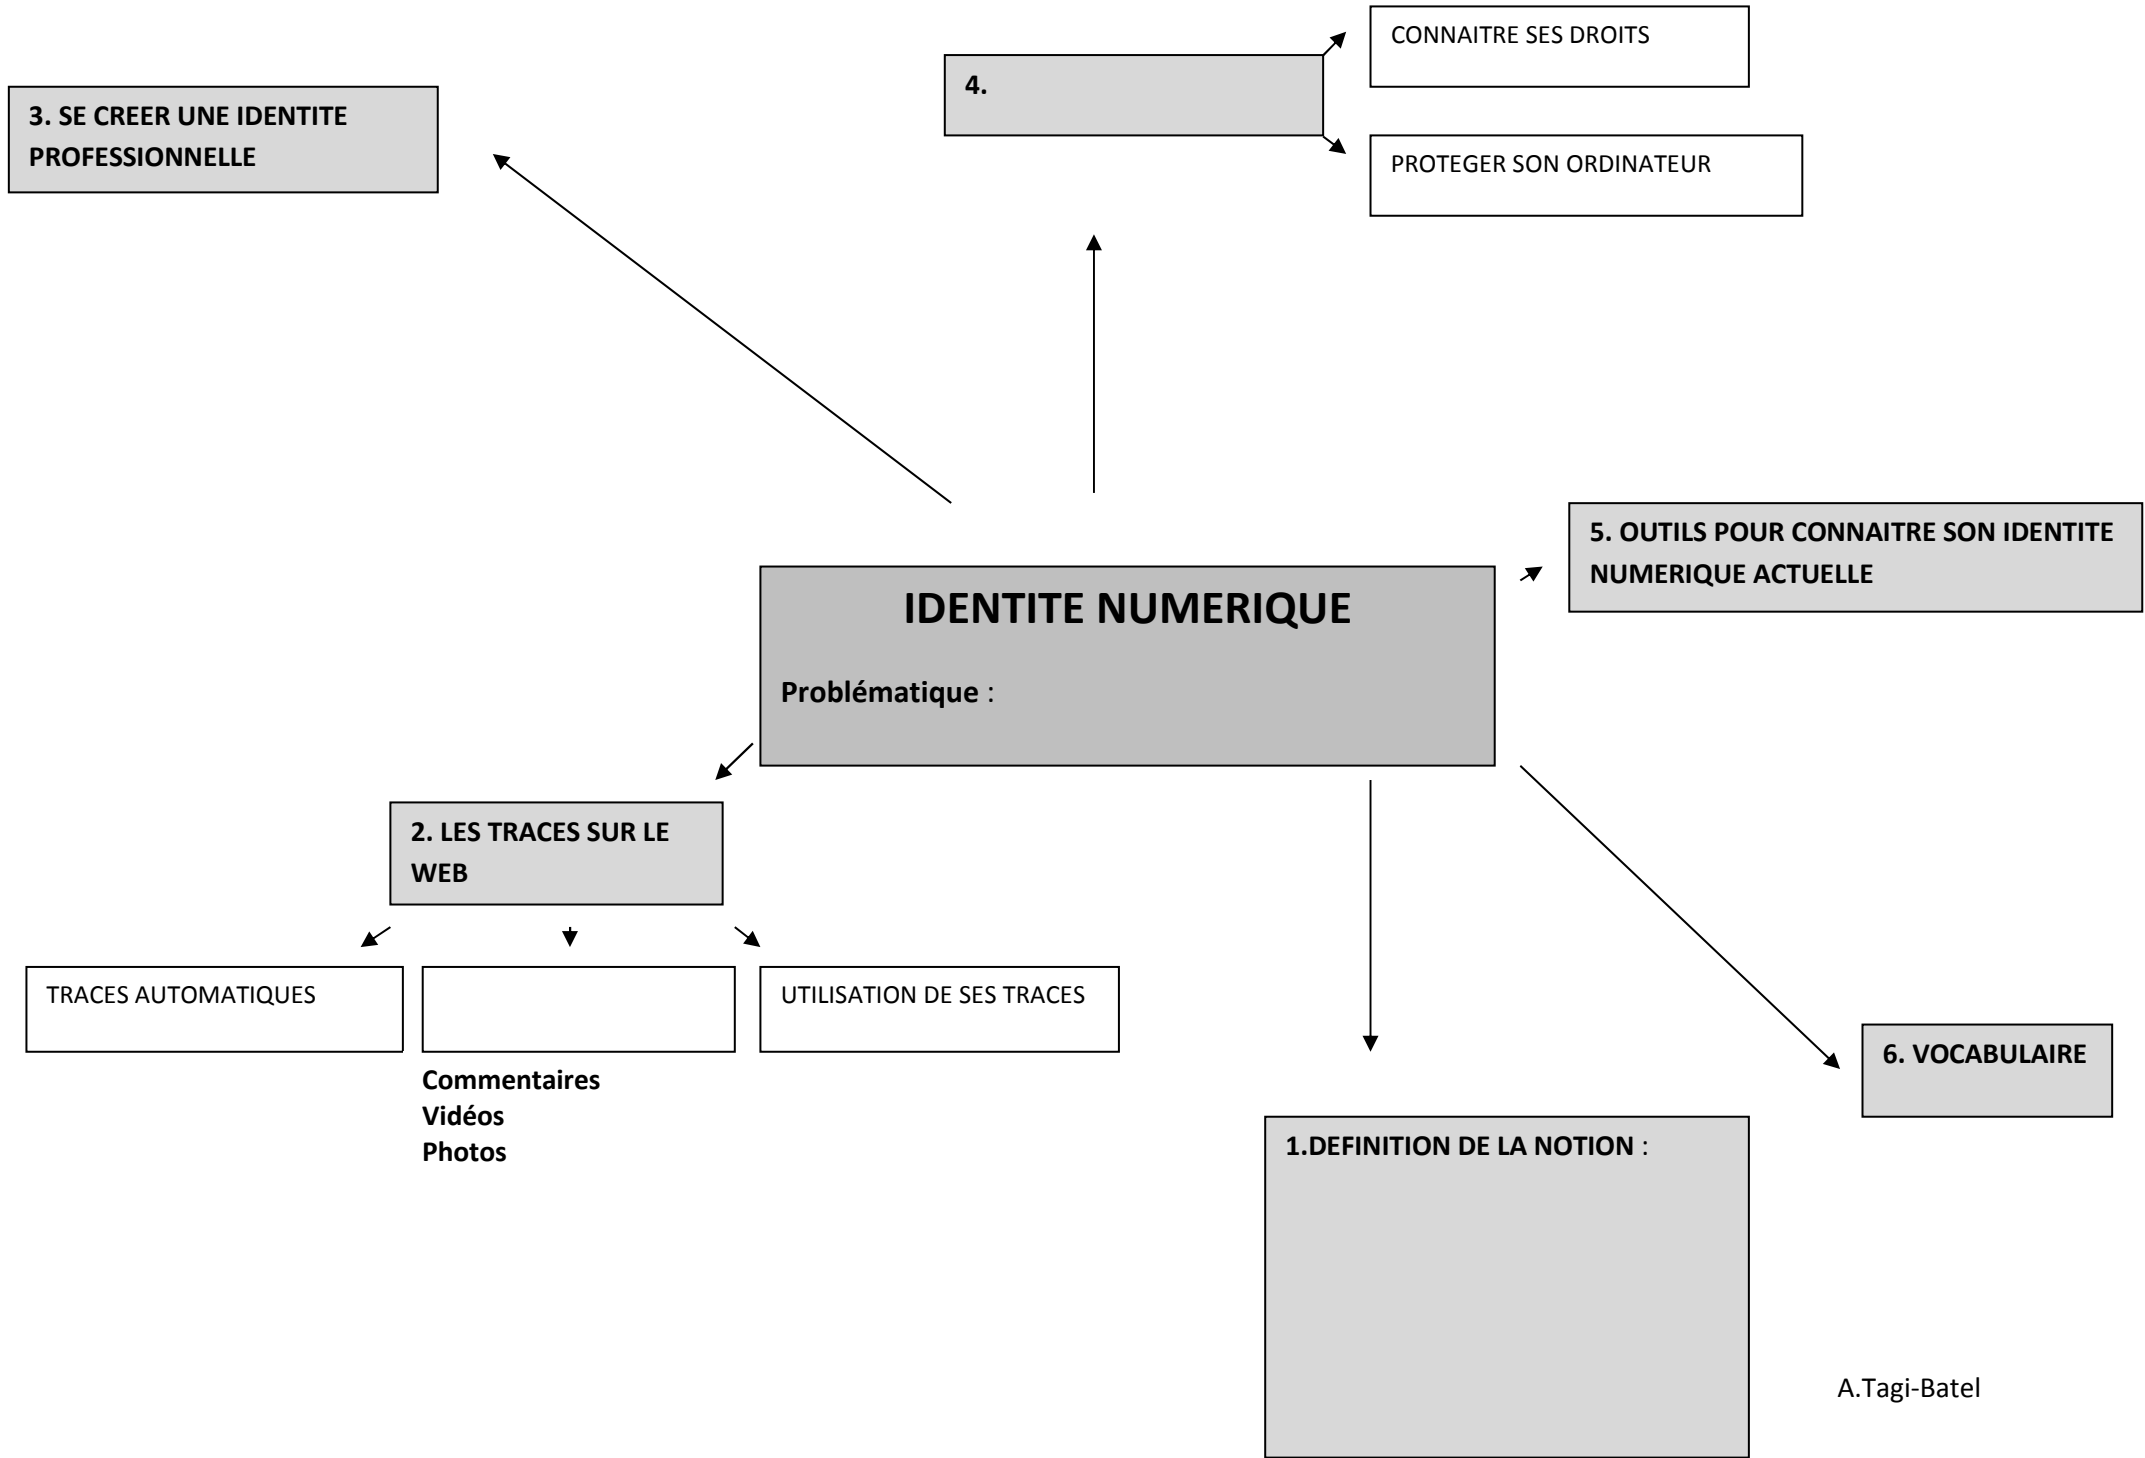 CONNAITRE SES DROITS
4.
3. SE CREER UNE IDENTITE
PROFESSIONNELLE
PROTEGER SON ORDINATEUR
5. OUTILS POUR CONNAITRE SON IDENTITE
NUMERIQUE ACTUELLE
IDENTITE NUMERIQUE
Problématique :
2. LES TRACES SUR LE
WEB
TRACES AUTOMATIQUES
UTILISATION DE SES TRACES
Commentaires
Vidéos
Photos
6. VOCABULAIRE
1.DEFINITION DE LA NOTION :
A.Tagi-Batel